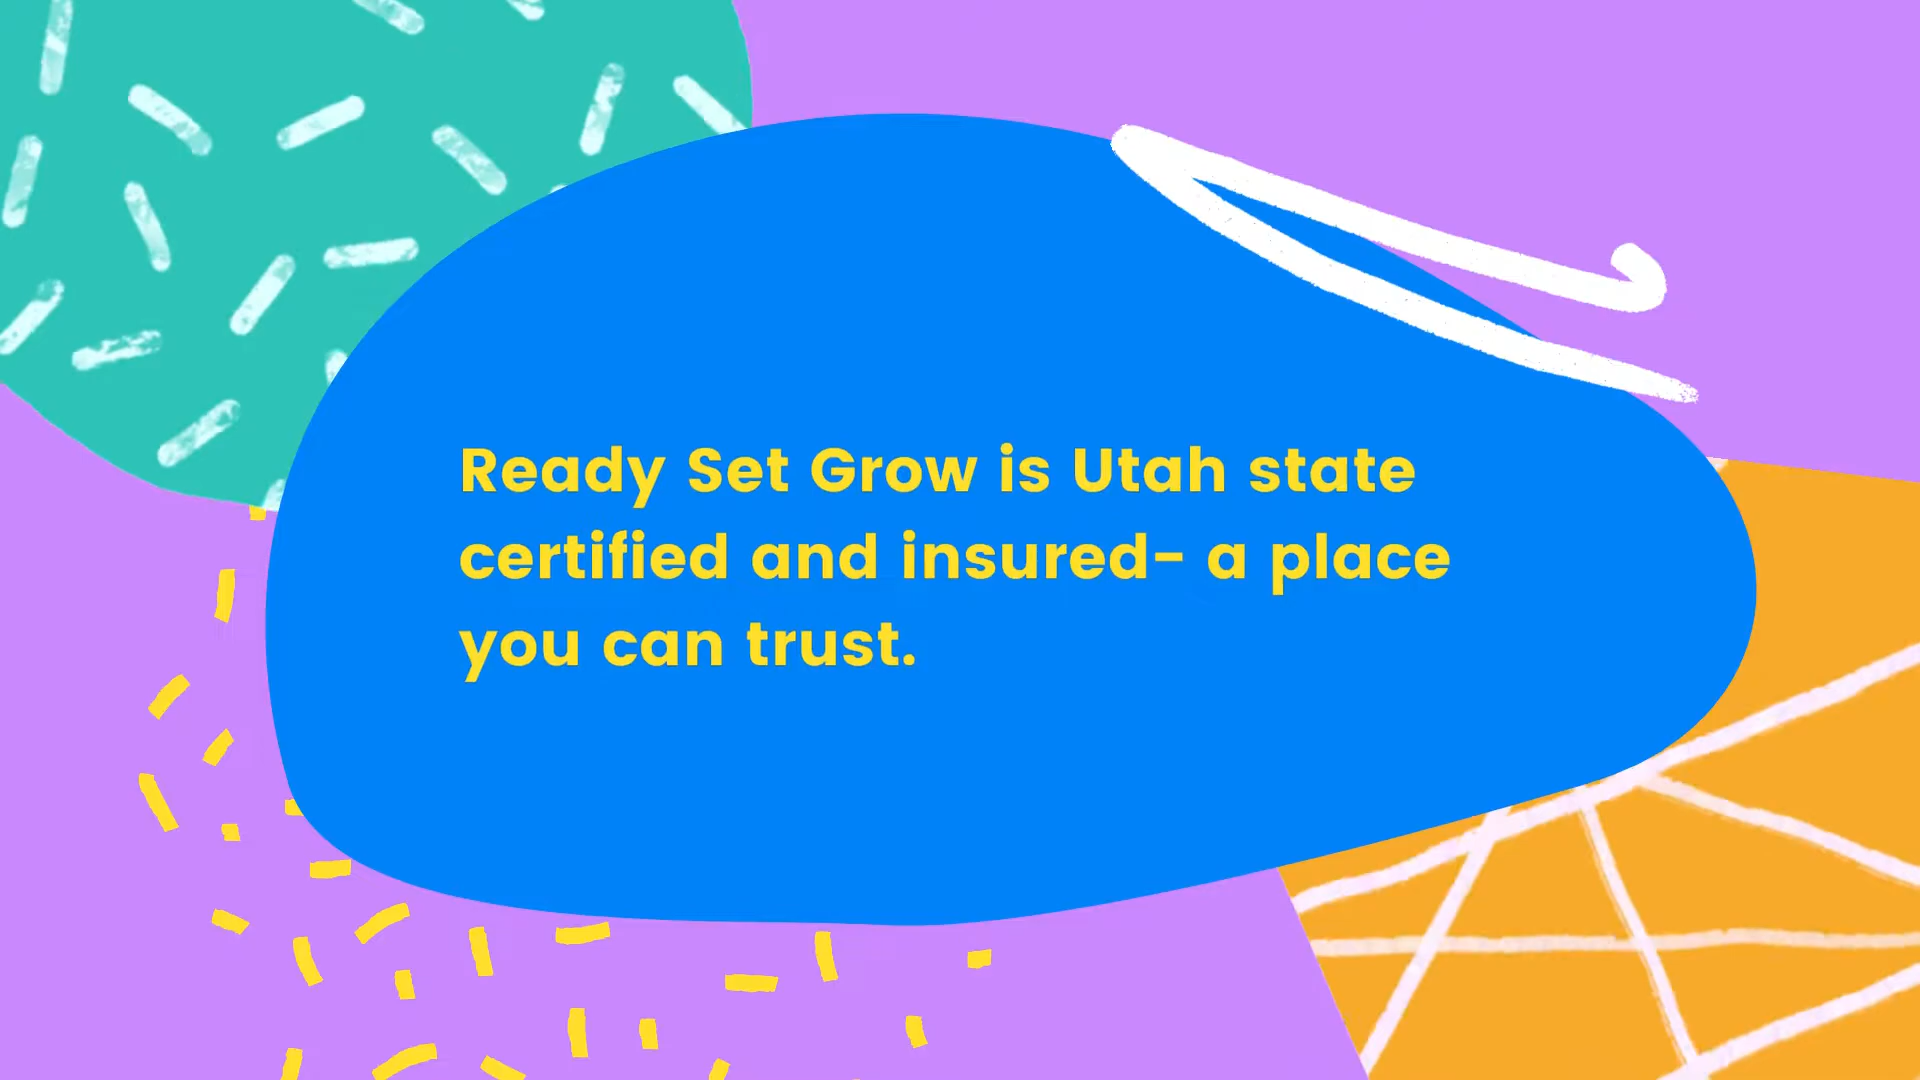 Ready Set Grow is Utah state
certified and insured- a place
you can trust.